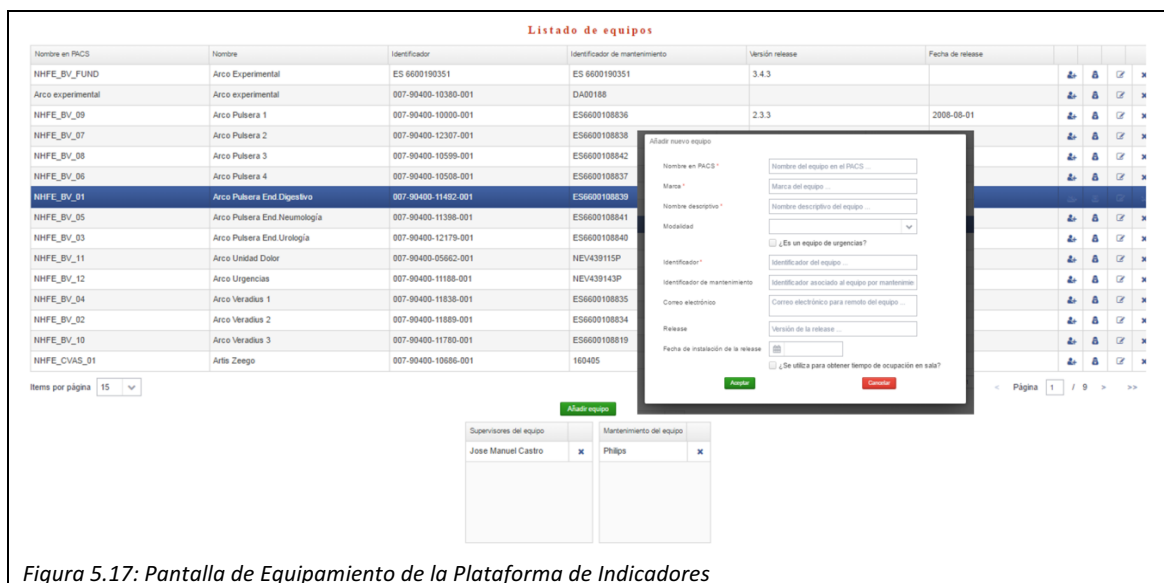 Listado de equipos
Nombre en PACS Nombre Identificador Identificador de mantenimiento Versión release Fecha de release
NHFE_BV_FUND Arco Experimental ES 6600190351 ES 6600190351 3.4.3
Arco experimental Arco experimental 007-90400-10380-001 DA00188
NHFE_BV_09 Arco Pulsera 1 007-90400-10000-001 ES6600108836 2.3.3 2008-08-01
NHFE_BV_07 Arco Pulsera 2 007-90400-12307-001 ES6600108838
NHFE_BV_08 Arco Pulsera 3 007-90400-10599-001 ES6600108842
NHFE_BV_06 Arco Pulsera 4 007-90400-10508-001 ES6600108837
NHFE_BV_01 Arco Pulsera End.Digestivo 007-90400-11492-001 ES6600108839
NHFE_BV_05 Arco Pulsera End.Neumología 007-90400-11398-001 ES6600108841
NHFE_BV_03 Arco Pulsera End.Urología 007-90400-12179-001 ES6600108840
NHFE_BV_11 Arco Unidad Dolor 007-90400-05662-001 NEV439115P
NHFE_BV_12 Arco Urgencias 007-90400-11188-001 NEV439143P
NHFE_BV_04 Arco Veradius 1 007-90400-11838-001 ES6600108835
NHFE_BV_02 Arco Veradius 2 007-90400-11889-001 ES6600108834
NHFE_BV_10 Arco Veradius 3 007-90400-11780-001 ES6600108819
NHFE_CVAS_01 Artis Zeego 007-90400-10686-001 160405
Añadir nuevo equipo
Nombre en PACS * Nombre del equipo en el PACS ...
Marca * Marca del equipo ...
Nombre descriptivo * Nombre descriptivo del equipo ...
Modalidad
¿Es un equipo de urgencias?
Identificador * Identificador del equipo ...
Identificador de mantenimiento Identificador asociado al equipo por mantenimie
Correo electrónico Correo electrónico para remoto del equipo ...
Release Versión de la release ...
Fecha de instalación de la release
¿Se utiliza para obtener tiempo de ocupación en sala?
Aceptar Cancelar
Items por página 15 < Página 1 / 9 > >>
Añadir equipo
Supervisores del equipo Mantenimiento del equipo
Jose Manuel Castro Philips
Figura 5.17: Pantalla de Equipamiento de la Plataforma de Indicadores